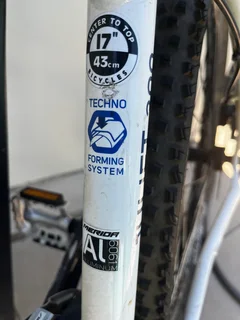 CENTER TO TOP
17"
43cm
BICYCLES
TECHNO
FORMING
SYSTEM
MERIDA
Al
6061